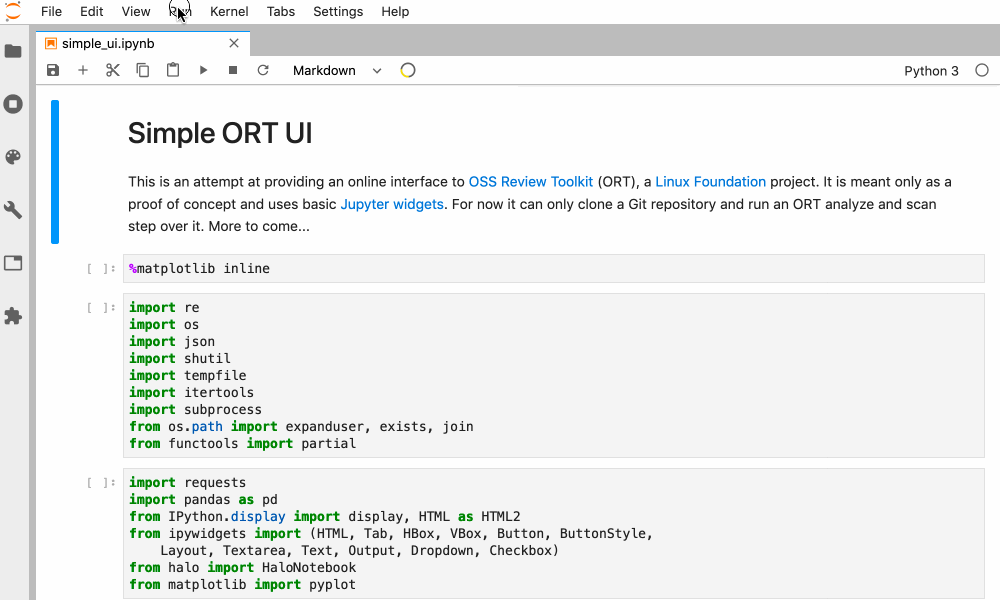 File Edit View Run Kernel Tabs Settings Help
simple_ui.ipynb
Markdown
Python 3
Simple ORT UI
This is an attempt at providing an online interface to OSS Review Toolkit (ORT), a Linux Foundation project. It is meant only as a
proof of concept and uses basic Jupyter widgets. For now it can only clone a Git repository and run an ORT analyze and scan
step over it. More to come...
[ ]: %matplotlib inline
[ ]: import re
import os
import json
import shutil
import tempfile
import itertools
import subprocess
from os.path import expanduser, exists, join
from functools import partial
[ ]: import requests
import pandas as pd
from IPython.display import display, HTML as HTML2
from ipywidgets import (HTML, Tab, HBox, VBox, Button, ButtonStyle,
    Layout, Textarea, Text, Output, Dropdown, Checkbox)
from halo import HaloNotebook
from matplotlib import pyplot